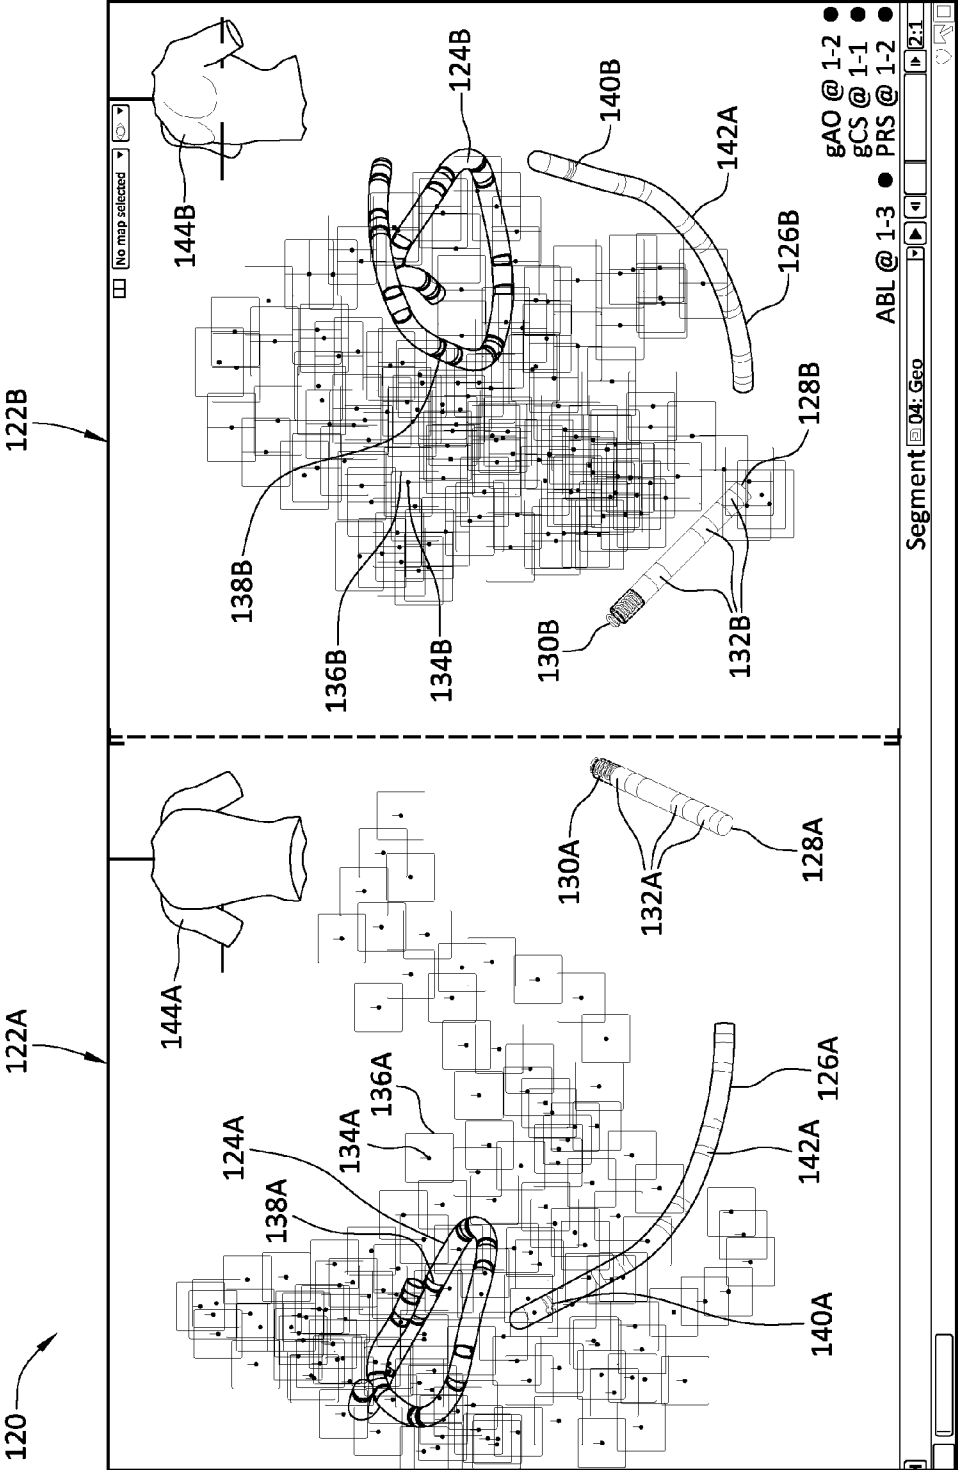 120
122A
122B
144A
144B
No map selected
124A
138A
134A
136A
130A
132A
128A
126A
142A
140A
138B
136B
134B
130B
132B
128B
126B
142A
140B
124B
gAO @ 1-2
gCS @ 1-1
ABL @ 1-3
PRS @ 1-2
Segment
04: Geo
2:1